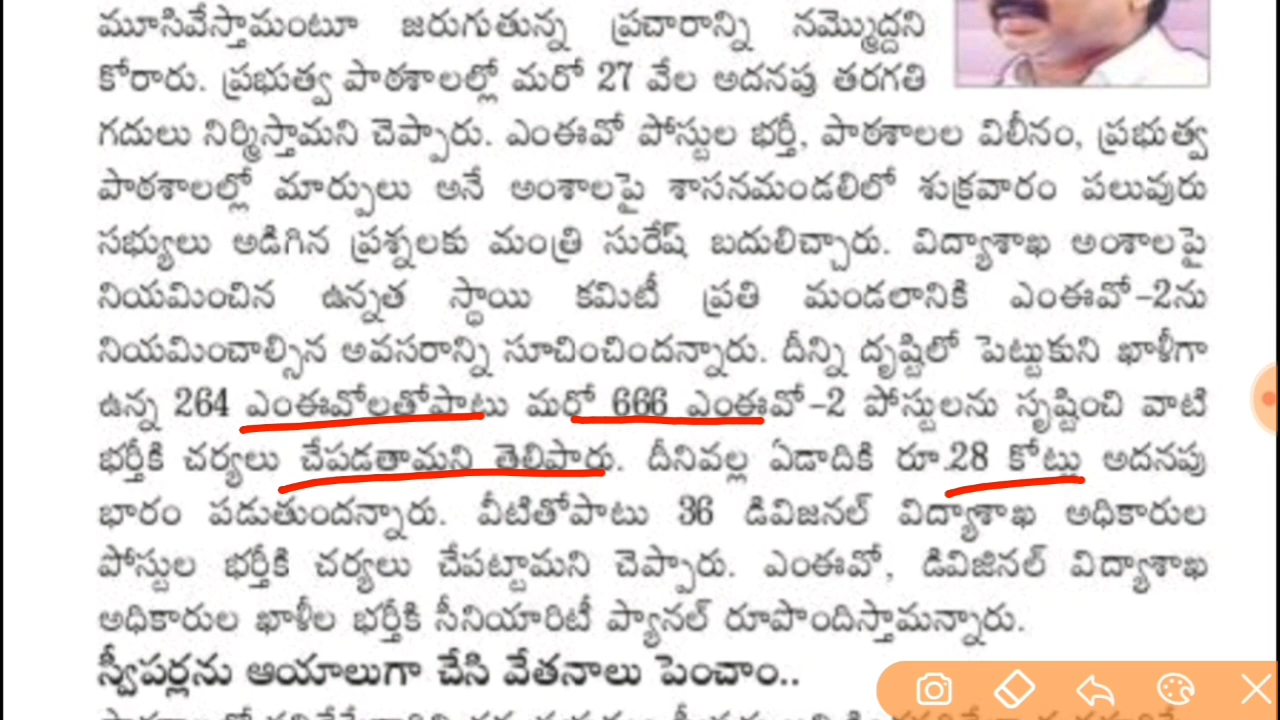 మూసివేస్తామంటూ జరుగుతున్న ప్రచారాన్ని నమ్మొద్దని
కోరారు. ప్రభుత్వ పాఠశాలల్లో మరో 27 వేల అదనపు తరగతి
గదులు నిర్మిస్తామని చెప్పారు. ఎంఈవో పోస్టుల భర్తీ, పాఠశాలల విలీనం, ప్రభుత్వ
పాఠశాలల్లో మార్పులు అనే అంశాలపై శాసనమండలిలో శుక్రవారం పలువురు
సభ్యులు అడిగిన ప్రశ్నలకు మంత్రి సురేష్ బదులిచ్చారు. విద్యాశాఖ అంశాలపై
నియమించిన ఉన్నత స్థాయి కమిటీ ప్రతి మండలానికి ఎంఈవో-2ను
నియమించాల్సిన అవసరాన్ని సూచించిందన్నారు. దీన్ని దృష్టిలో పెట్టుకుని ఖాళీగా
ఉన్న 264 ఎంఈవోలతోపాటు మరో 666 ఎంఈవో-2 పోస్టులను సృష్టించి వాటి
భర్తీకి చర్యలు చేపడతామని తెలిపారు. దీనివల్ల ఏడాదికి రూ.28 కోట్లు అదనపు
భారం పడుతుందన్నారు. వీటితోపాటు 36 డివిజనల్ విద్యాశాఖ అధికారుల
పోస్టుల భర్తీకి చర్యలు చేపట్టామని చెప్పారు. ఎంఈవో, డివిజినల్ విద్యాశాఖ
అధికారుల ఖాళీల భర్తీకి సీనియారిటీ ప్యానల్ రూపొందిస్తామన్నారు.
స్వీపర్లను ఆయాలుగా చేసి వేతనాలు పెంచాం..